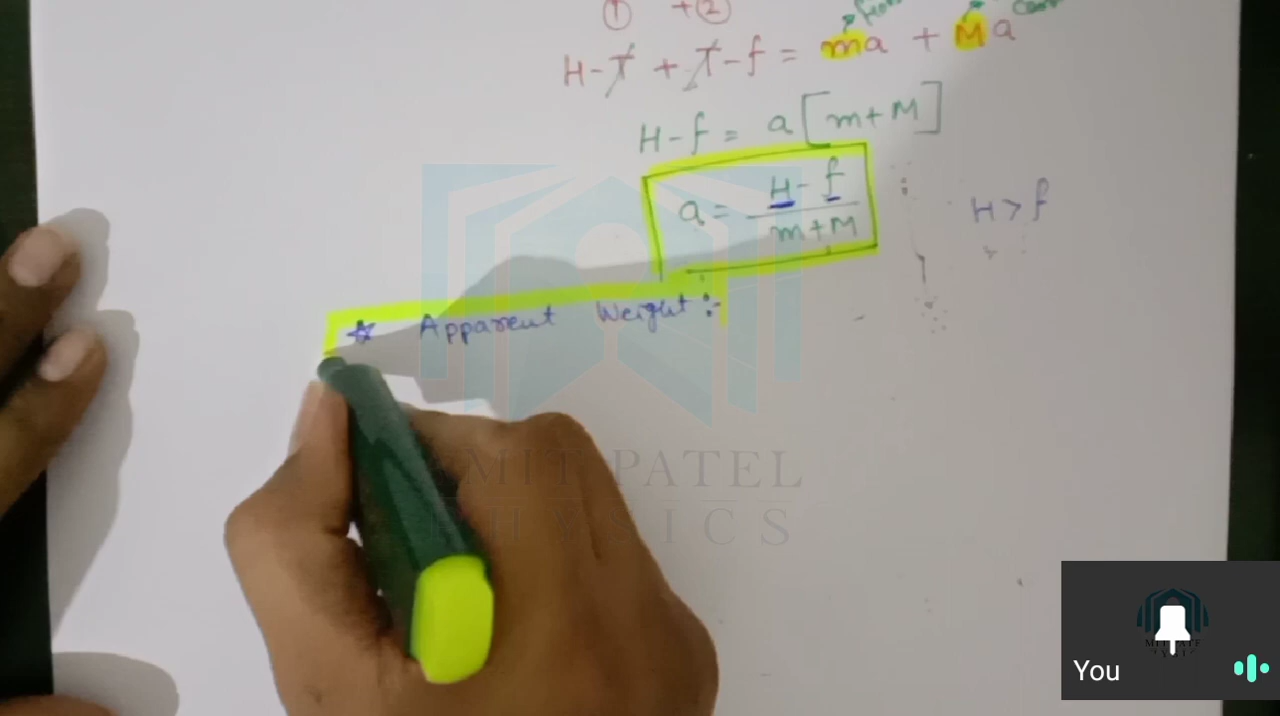 ① + ②
H-T + T-f = ma + Ma
H-f = a[m+M]
a = H-f / m+M
H > f
☆ Apparent Weight :-
AMIT PATEL
PHYSICS
You